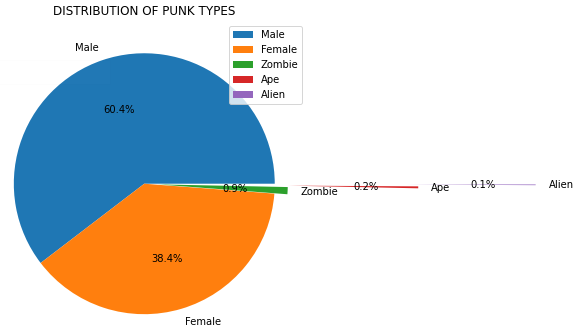 DISTRIBUTION OF PUNK TYPES
Male
Female
Zombie
Ape
Alien
Male
60.4%
0.9%
Zombie
0.2%
Ape
0.1%
Alien
38.4%
Female